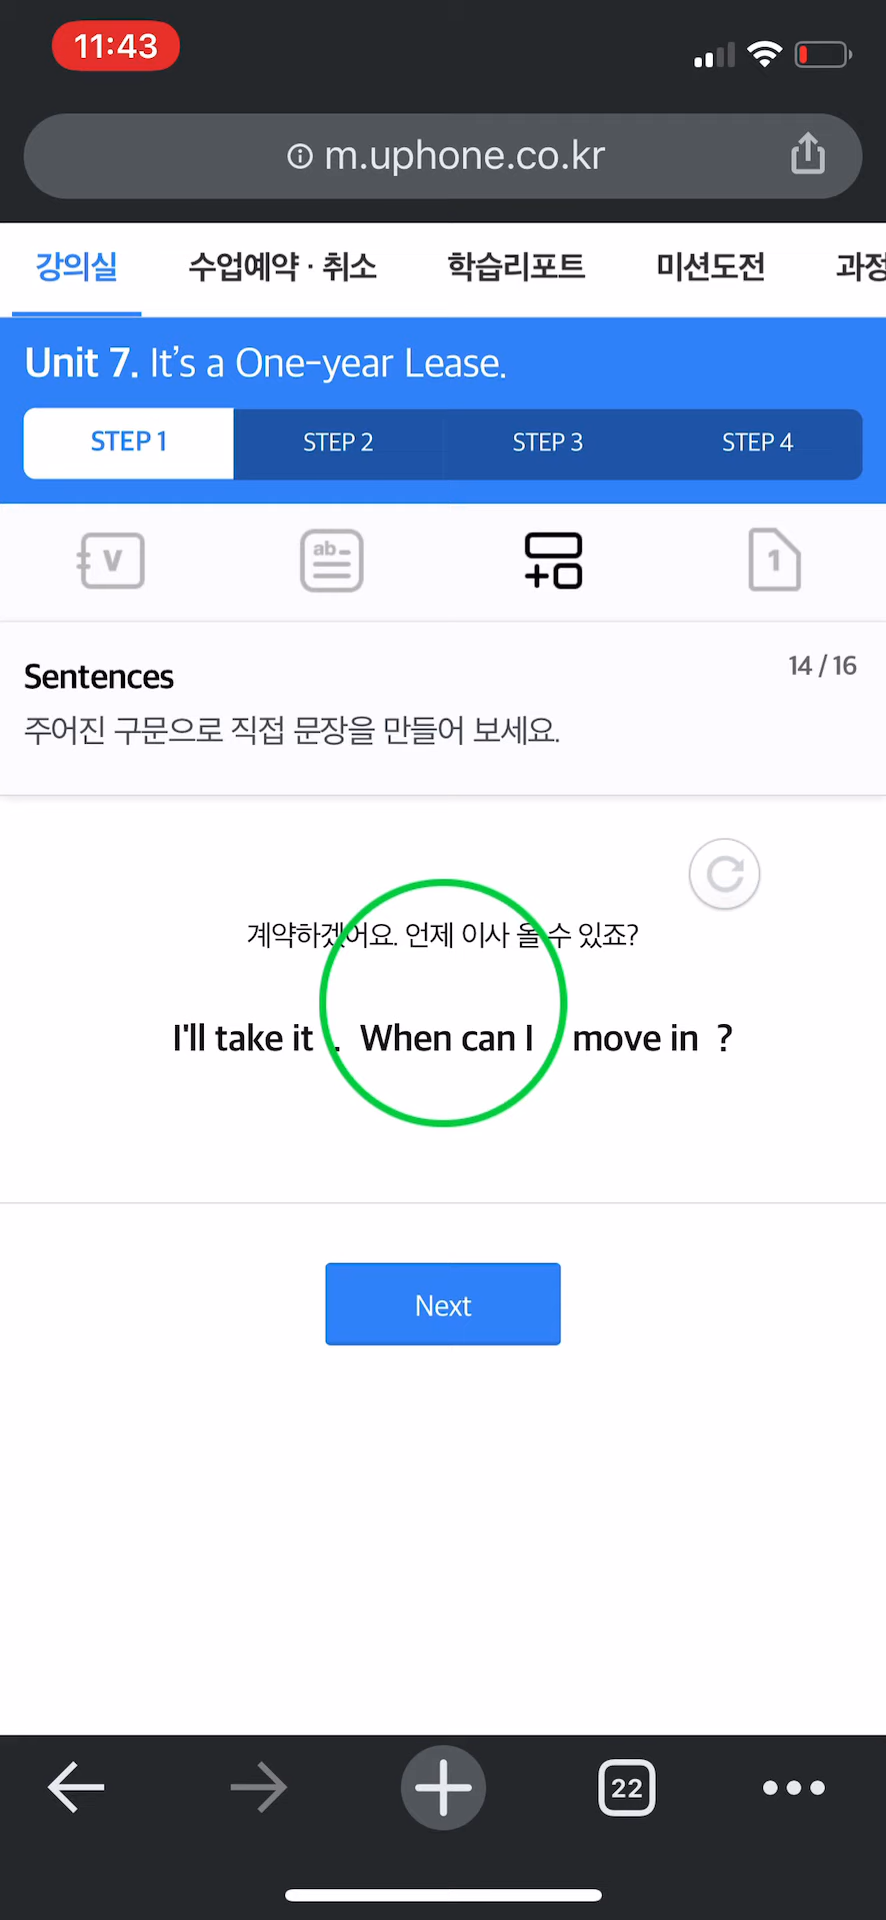 11:43
m.uphone.co.kr
강의실 수업예약 · 취소 학습리포트 미션도전 과정
Unit 7. It's a One-year Lease.
STEP 1 STEP 2 STEP 3 STEP 4
V ab 1
Sentences 14 / 16
주어진 구문으로 직접 문장을 만들어 보세요.
계약하겠어요. 언제 이사 올 수 있죠?
I'll take it . When can I move in ?
Next
22